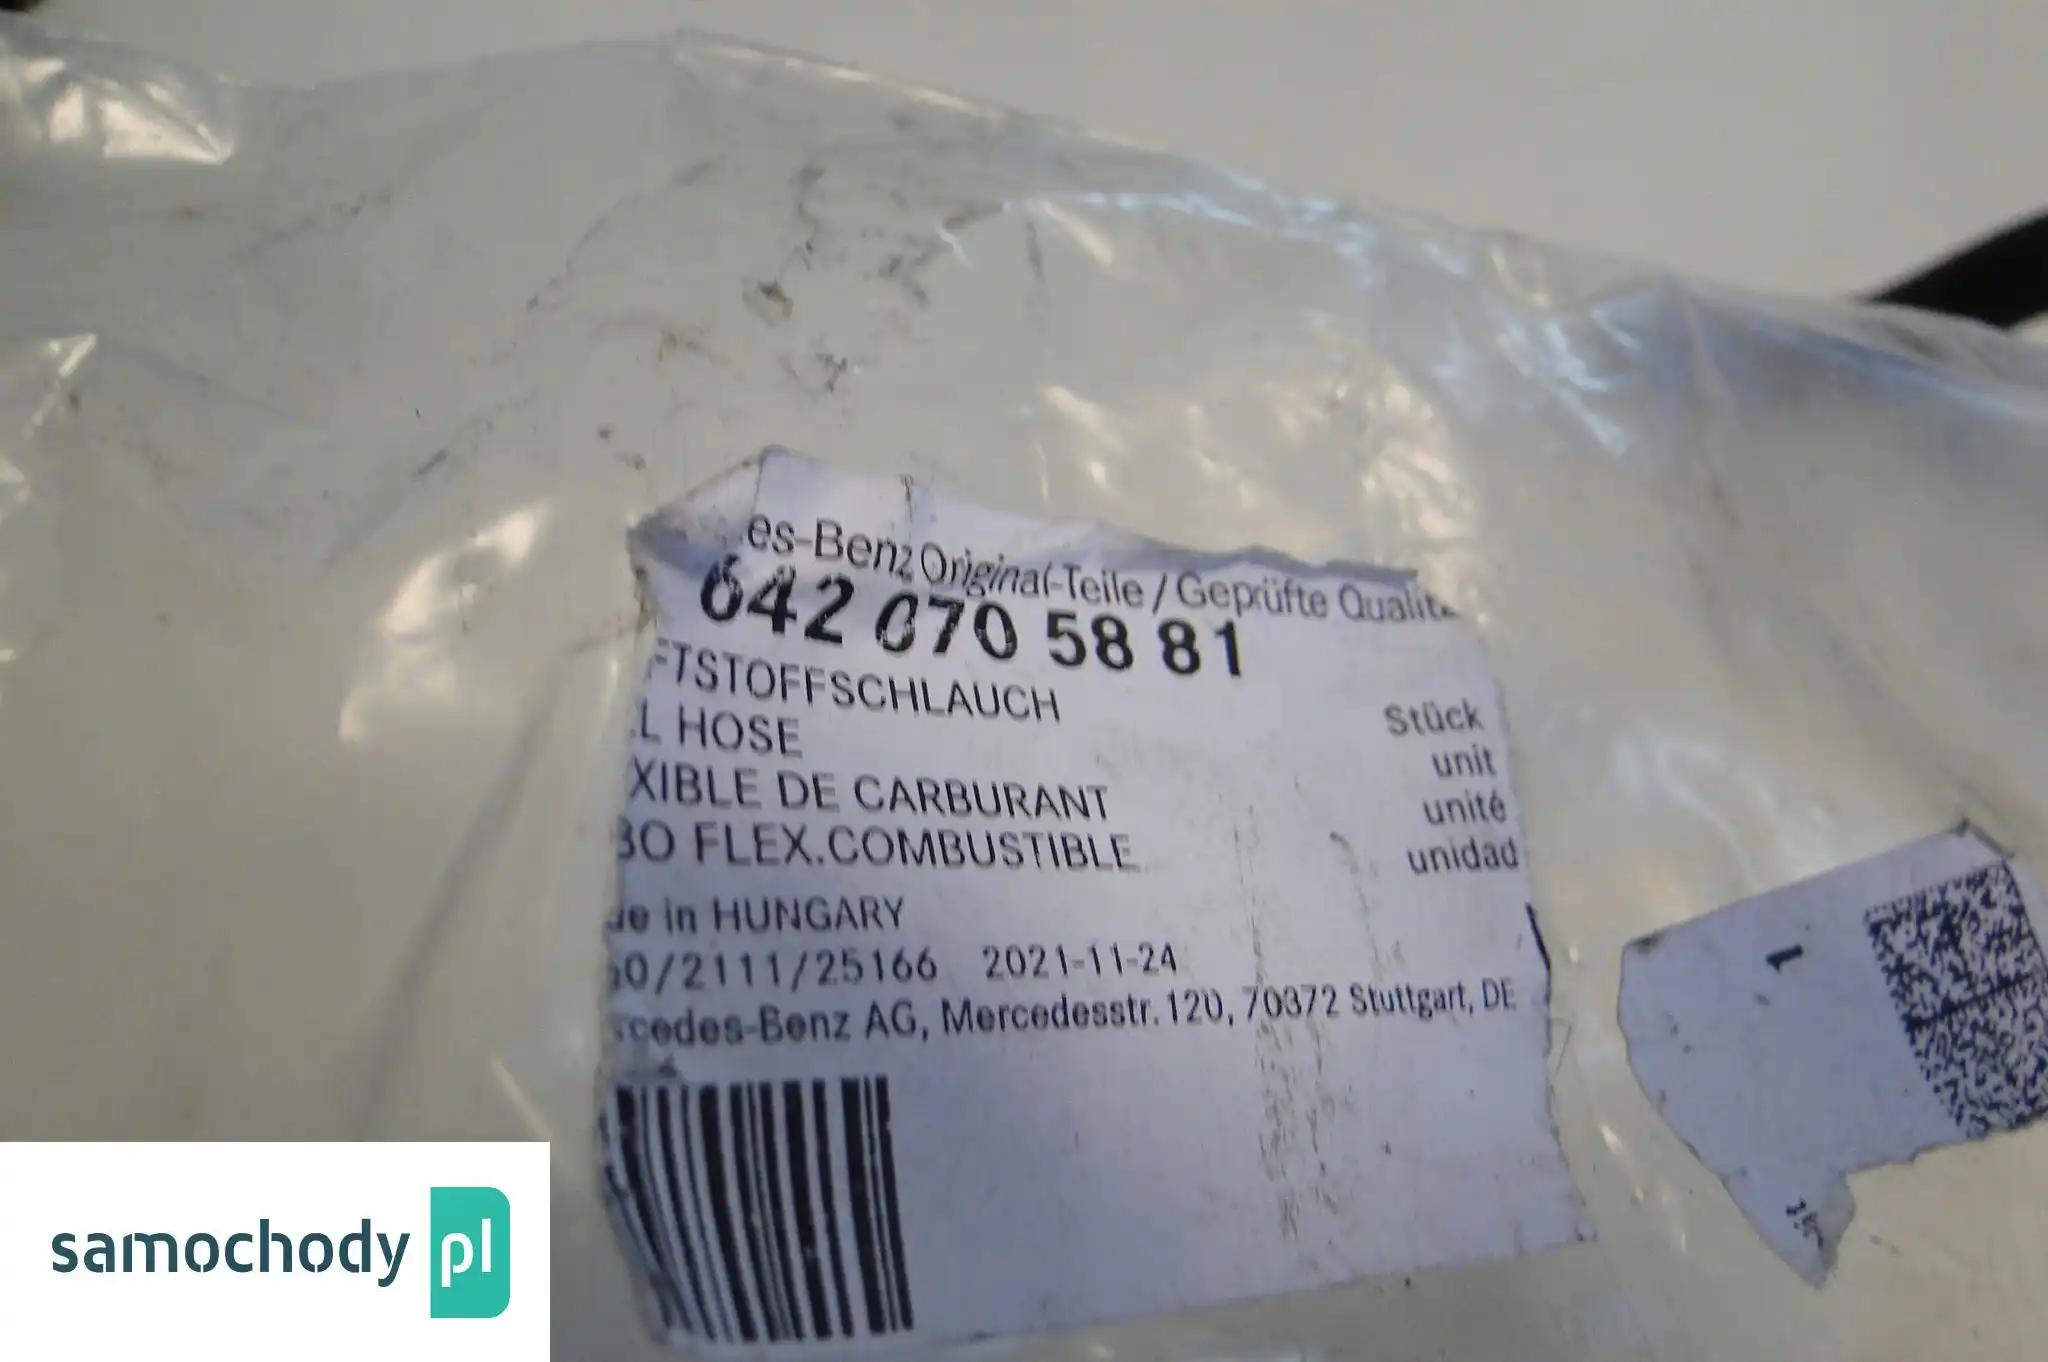 es-Benz Original-Teile / Geprüfte Qualit
642 070 58 81
FTSTOFFSCHLAUCH
L HOSE
XIBLE DE CARBURANT
BO FLEX.COMBUSTIBLE
Stück
unit
unité
unidad
de in HUNGARY
60/2111/25166 2021-11-24
rcedes-Benz AG, Mercedesstr. 120, 70372 Stuttgart, DE
1
samochody pl